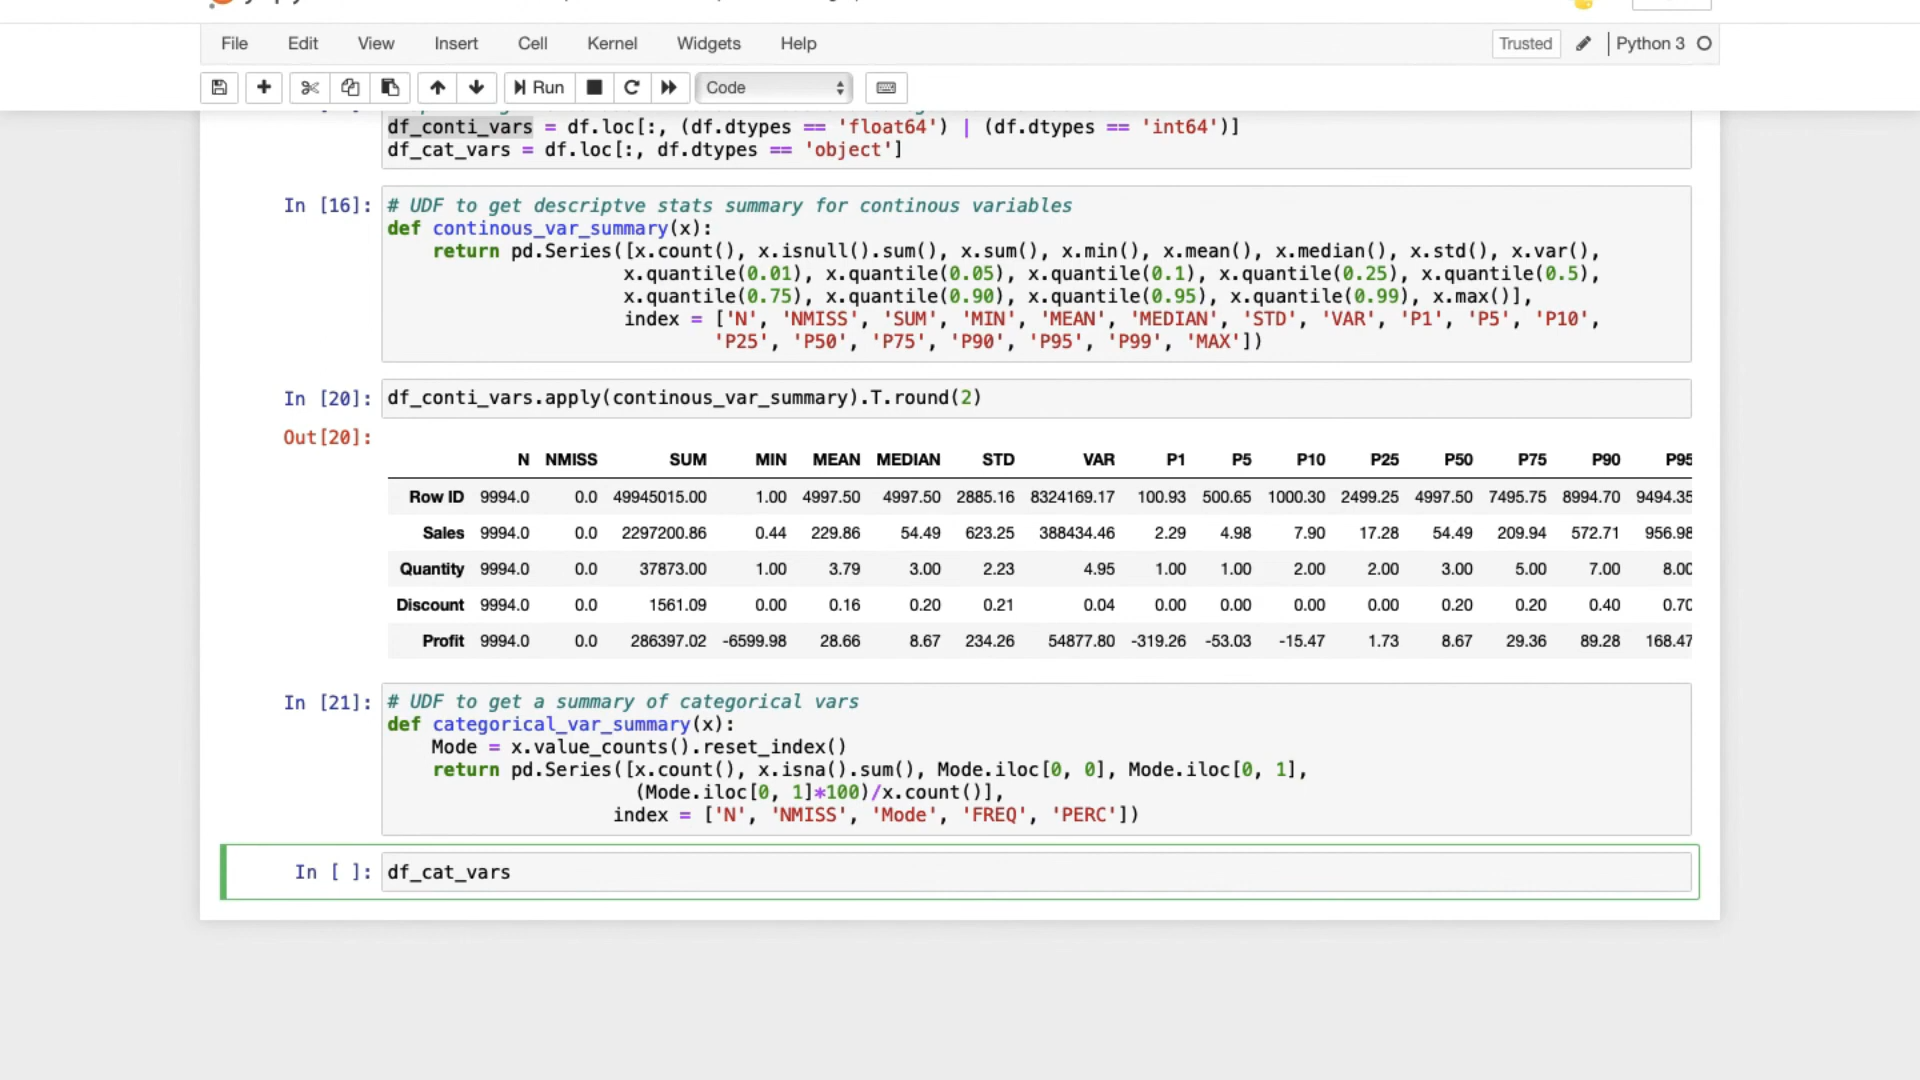 File Edit View Insert Cell Kernel Widgets Help Trusted Python 3
Run Code
df_conti_vars = df.loc[:, (df.dtypes == 'float64') | (df.dtypes == 'int64')]
df_cat_vars = df.loc[:, df.dtypes == 'object']
In [16]: # UDF to get descriptve stats summary for continous variables
def continous_var_summary(x):
return pd.Series([x.count(), x.isnull().sum(), x.sum(), x.min(), x.mean(), x.median(), x.std(), x.var(),
x.quantile(0.01), x.quantile(0.05), x.quantile(0.1), x.quantile(0.25), x.quantile(0.5),
x.quantile(0.75), x.quantile(0.90), x.quantile(0.95), x.quantile(0.99), x.max()],
index = ['N', 'NMISS', 'SUM', 'MIN', 'MEAN', 'MEDIAN', 'STD', 'VAR', 'P1', 'P5', 'P10',
'P25', 'P50', 'P75', 'P90', 'P95', 'P99', 'MAX'])
In [20]: df_conti_vars.apply(continous_var_summary).T.round(2)
Out[20]:
N NMISS SUM MIN MEAN MEDIAN STD VAR P1 P5 P10 P25 P50 P75 P90 P95
Row ID 9994.0 0.0 49945015.00 1.00 4997.50 4997.50 2885.16 8324169.17 100.93 500.65 1000.30 2499.25 4997.50 7495.75 8994.70 9494.35
Sales 9994.0 0.0 2297200.86 0.44 229.86 54.49 623.25 388434.46 2.29 4.98 7.90 17.28 54.49 209.94 572.71 956.98
Quantity 9994.0 0.0 37873.00 1.00 3.79 3.00 2.23 4.95 1.00 1.00 2.00 2.00 3.00 5.00 7.00 8.00
Discount 9994.0 0.0 1561.09 0.00 0.16 0.20 0.21 0.04 0.00 0.00 0.00 0.00 0.20 0.20 0.40 0.70
Profit 9994.0 0.0 286397.02 -6599.98 28.66 8.67 234.26 54877.80 -319.26 -53.03 -15.47 1.73 8.67 29.36 89.28 168.47
In [21]: # UDF to get a summary of categorical vars
def categorical_var_summary(x):
Mode = x.value_counts().reset_index()
return pd.Series([x.count(), x.isna().sum(), Mode.iloc[0, 0], Mode.iloc[0, 1],
(Mode.iloc[0, 1]*100)/x.count()],
index = ['N', 'NMISS', 'Mode', 'FREQ', 'PERC'])
In [ ]: df_cat_vars